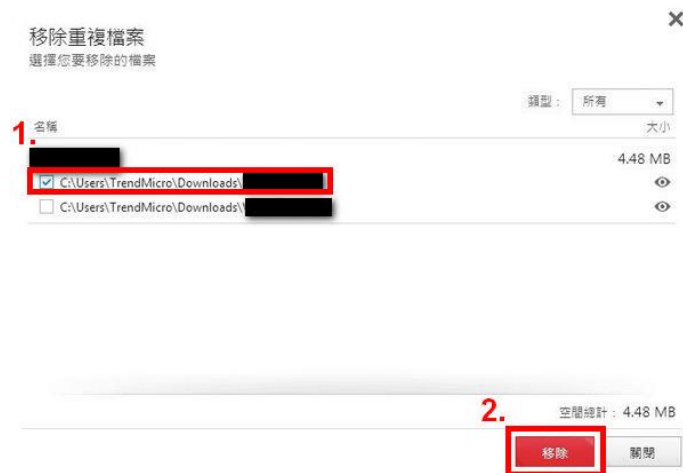 移除重複檔案
選擇您要移除的檔案
類型： 所有
1.
名稱 大小
4.48 MB
C:\Users\TrendMicro\Downloads\
C:\Users\TrendMicro\Downloads\
2.
空間總計： 4.48 MB
移除 關閉